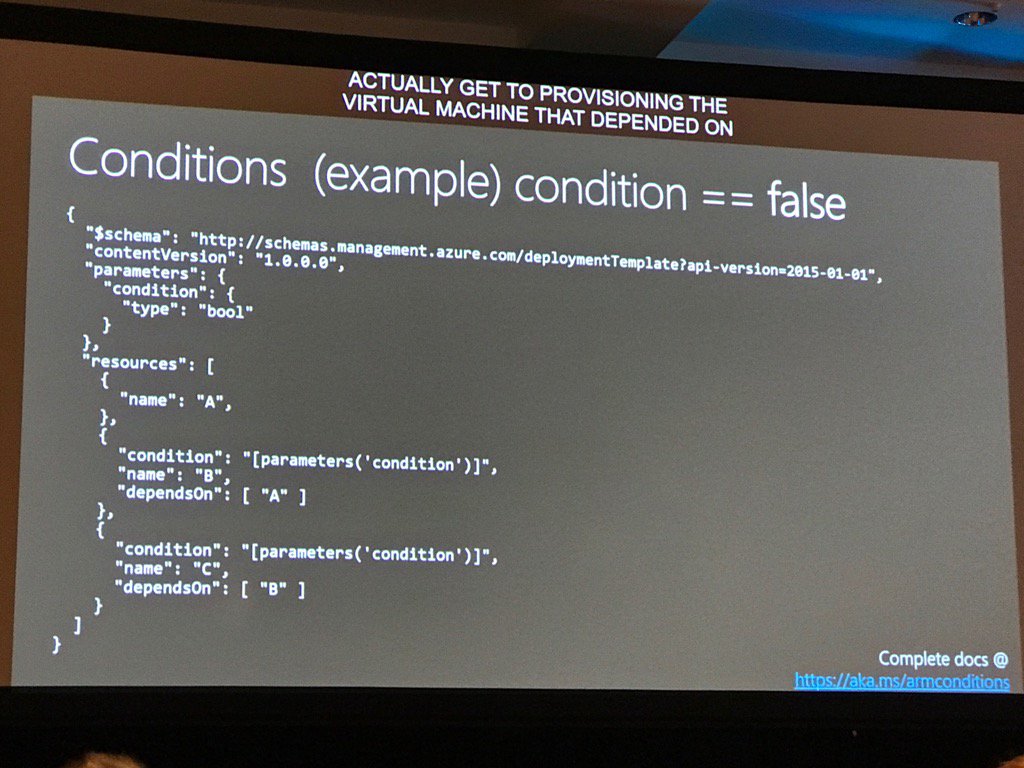 ACTUALLY GET TO PROVISIONING THE
VIRTUAL MACHINE THAT DEPENDED ON
Conditions (example) condition == false
{
"$schema": "http://schemas.management.azure.com/deploymentTemplate?api-version=2015-01-01",
"contentVersion": "1.0.0.0",
"parameters": {
"condition": {
"type": "bool"
}
},
"resources": [
{
"name": "A",
},
{
"condition": "[parameters('condition')]",
"name": "B",
"dependsOn": [ "A" ]
},
{
"condition": "[parameters('condition')]",
"name": "C",
"dependsOn": [ "B" ]
}
]
}
Complete docs @
https://aka.ms/armconditions